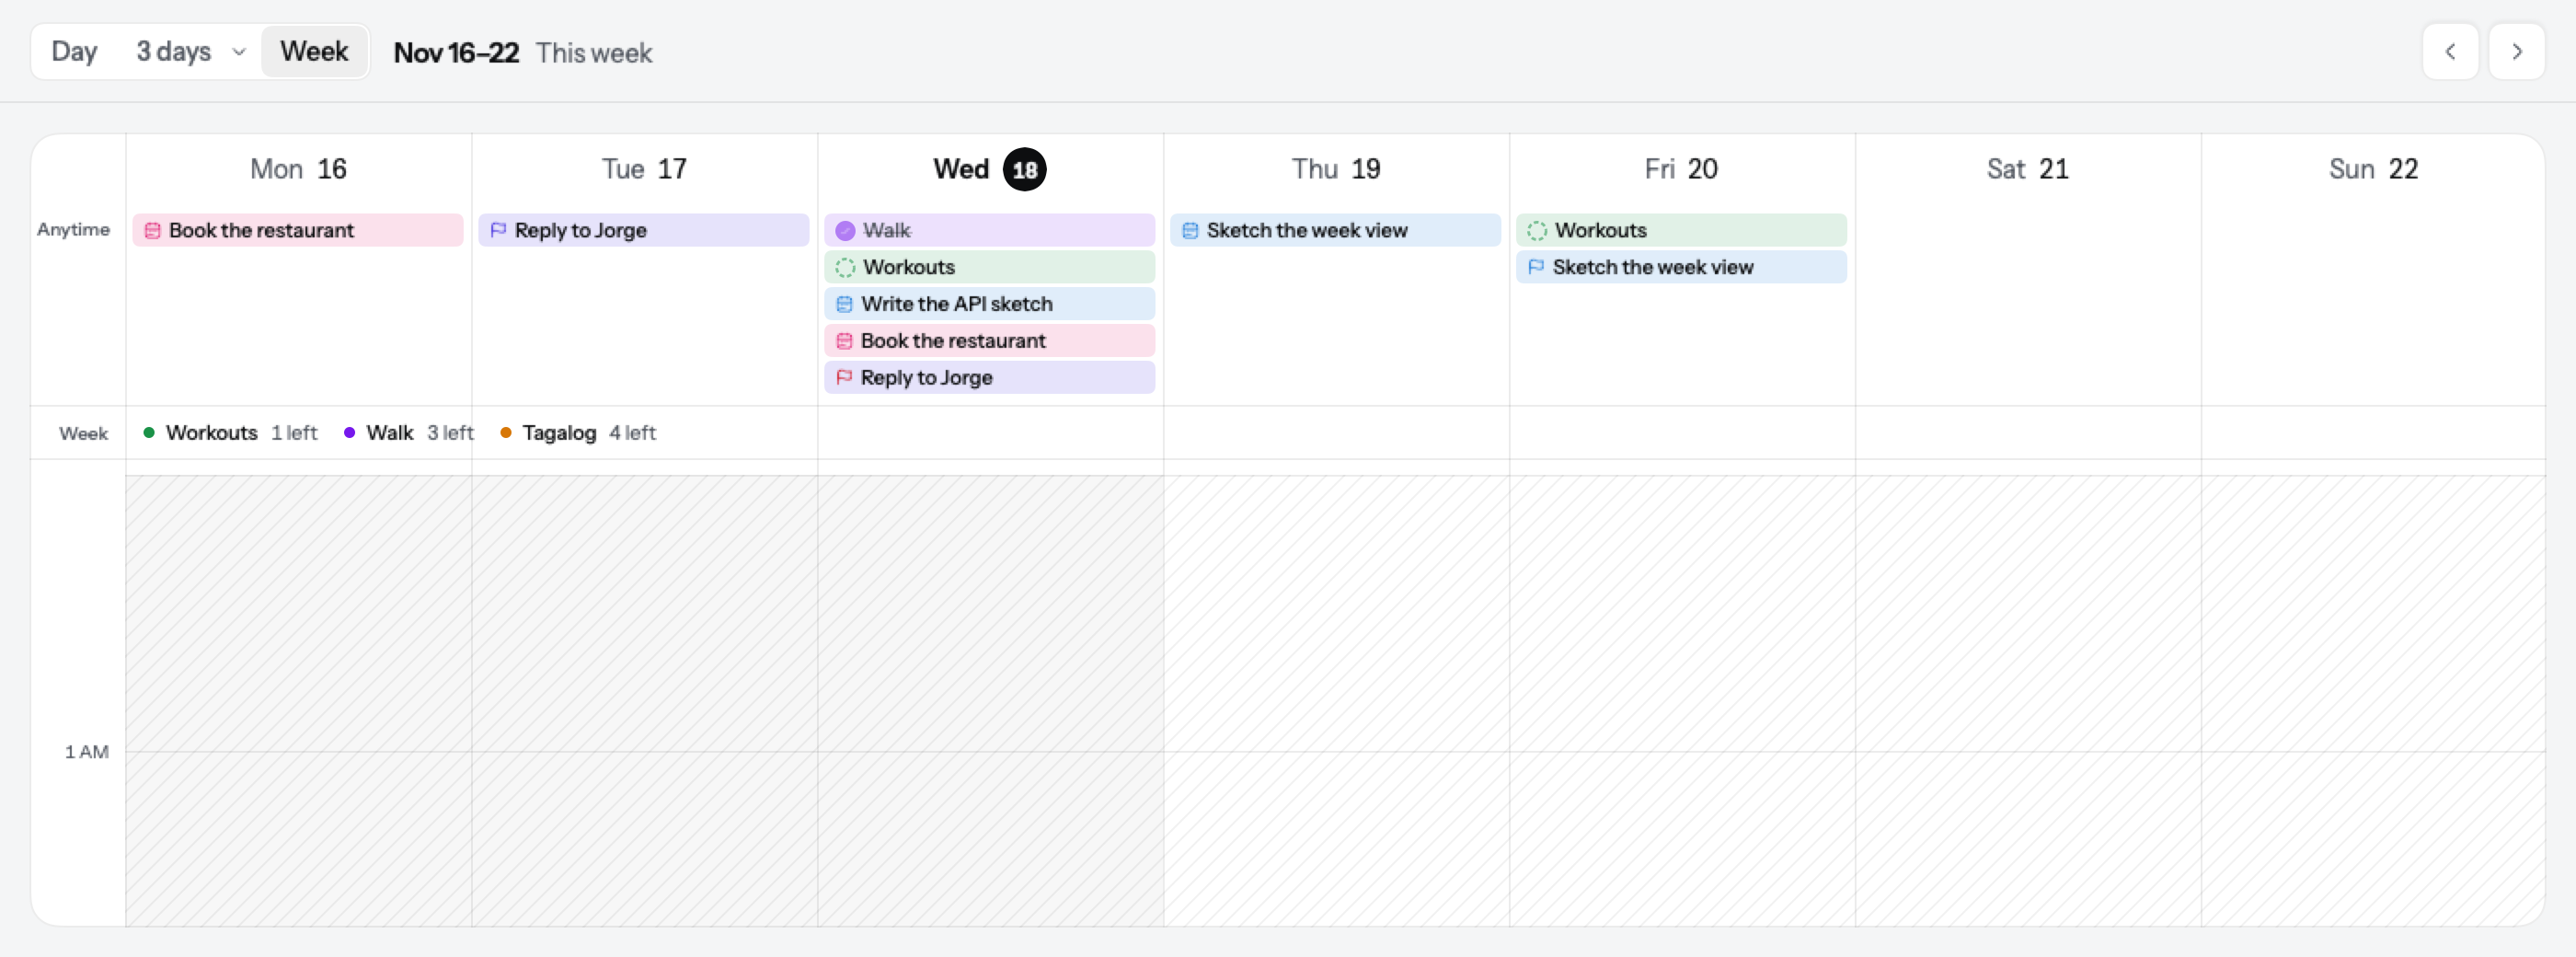 Day 3 days Week Nov 16–22 This week
Mon 16 Tue 17 Wed 18 Thu 19 Fri 20 Sat 21 Sun 22
Anytime Book the restaurant Reply to Jorge Walk Sketch the week view Workouts
Workouts Sketch the week view
Write the API sketch
Book the restaurant
Reply to Jorge
Week Workouts 1 left Walk 3 left Tagalog 4 left
1 AM